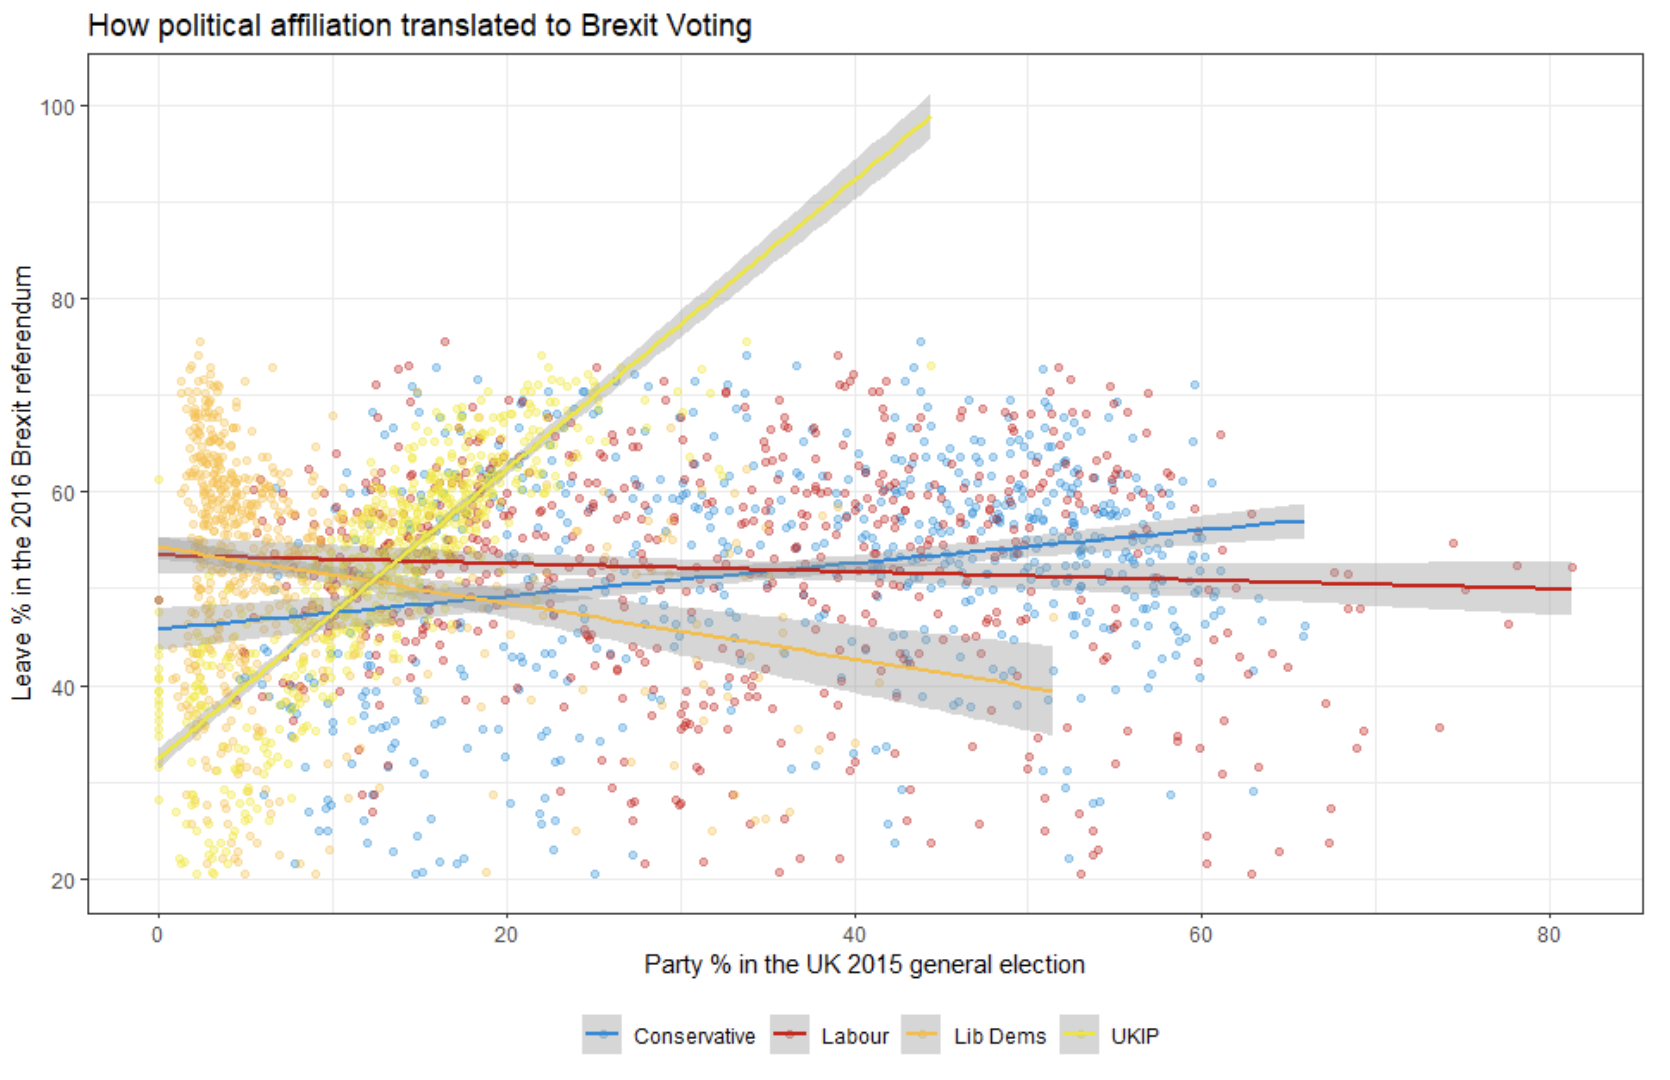 How political affiliation translated to Brexit Voting
Leave % in the 2016 Brexit referendum
100
80
60
40
20
0 20 40 60 80
Party % in the UK 2015 general election
Conservative Labour Lib Dems UKIP